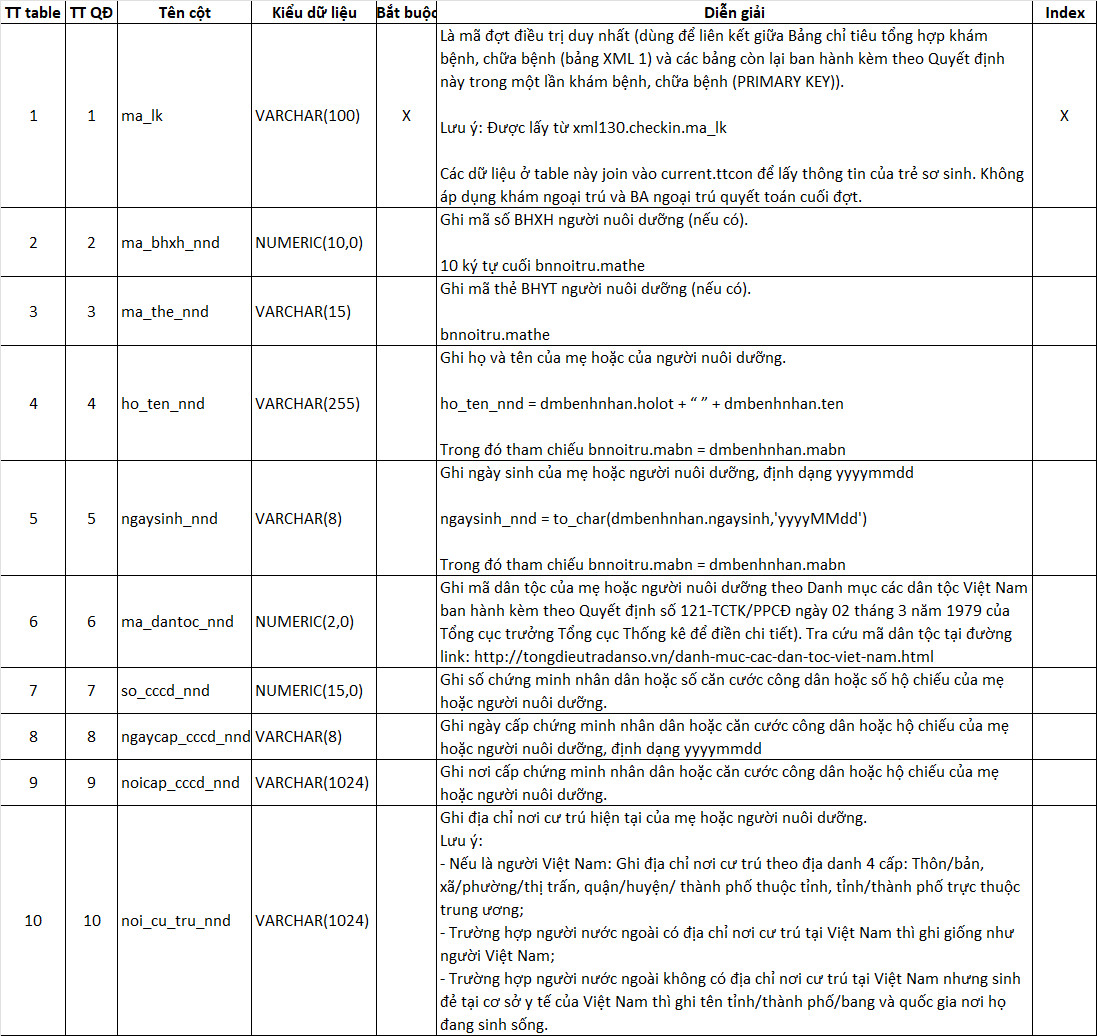 TT table TT QĐ Tên cột Kiểu dữ liệu Bắt buộc Diễn giải Index
1 1 ma_lk VARCHAR(100) X X
Là mã đợt điều trị duy nhất (dùng để liên kết giữa Bảng chỉ tiêu tổng hợp khám
bệnh, chữa bệnh (bảng XML 1) và các bảng còn lại ban hành kèm theo Quyết định
này trong một lần khám bệnh, chữa bệnh (PRIMARY KEY)).
Lưu ý: Được lấy từ xml130.checkin.ma_lk
Các dữ liệu ở table này join vào current.ttcon để lấy thông tin của trẻ sơ sinh. Không
áp dụng khám ngoại trú và BA ngoại trú quyết toán cuối đợt.
2 2 ma_bhxh_nnd NUMERIC(10,0)
Ghi mã số BHXH người nuôi dưỡng (nếu có).
10 ký tự cuối bnnoitru.mathe
3 3 ma_the_nnd VARCHAR(15)
Ghi mã thẻ BHYT người nuôi dưỡng (nếu có).
bnnoitru.mathe
4 4 ho_ten_nnd VARCHAR(255)
Ghi họ và tên của mẹ hoặc của người nuôi dưỡng.
ho_ten_nnd = dmbenhnhan.holot + “ ” + dmbenhnhan.ten
Trong đó tham chiếu bnnoitru.mabn = dmbenhnhan.mabn
5 5 ngaysinh_nnd VARCHAR(8)
Ghi ngày sinh của mẹ hoặc người nuôi dưỡng, định dạng yyyymmdd
ngaysinh_nnd = to_char(dmbenhnhan.ngaysinh,'yyyyMMdd')
Trong đó tham chiếu bnnoitru.mabn = dmbenhnhan.mabn
6 6 ma_dantoc_nnd NUMERIC(2,0)
Ghi mã dân tộc của mẹ hoặc người nuôi dưỡng theo Danh mục các dân tộc Việt Nam
ban hành kèm theo Quyết định số 121-TCTK/PPCĐ ngày 02 tháng 3 năm 1979 của
Tổng cục trưởng Tổng cục Thống kê để điền chi tiết). Tra cứu mã dân tộc tại đường
link: http://tongdieutradanso.vn/danh-muc-cac-dan-toc-viet-nam.html
7 7 so_cccd_nnd NUMERIC(15,0)
Ghi số chứng minh nhân dân hoặc số căn cước công dân hoặc số hộ chiếu của mẹ
hoặc người nuôi dưỡng.
8 8 ngaycap_cccd_nnd VARCHAR(8)
Ghi ngày cấp chứng minh nhân dân hoặc căn cước công dân hoặc hộ chiếu của mẹ
hoặc người nuôi dưỡng, định dạng yyyymmdd
9 9 noicap_cccd_nnd VARCHAR(1024)
Ghi nơi cấp chứng minh nhân dân hoặc căn cước công dân hoặc hộ chiếu của mẹ
hoặc người nuôi dưỡng.
10 10 noi_cu_tru_nnd VARCHAR(1024)
Ghi địa chỉ nơi cư trú hiện tại của mẹ hoặc người nuôi dưỡng.
Lưu ý:
- Nếu là người Việt Nam: Ghi địa chỉ nơi cư trú theo địa danh 4 cấp: Thôn/bản,
xã/phường/thị trấn, quận/huyện/ thành phố thuộc tỉnh, tỉnh/thành phố trực thuộc
trung ương;
- Trường hợp người nước ngoài có địa chỉ nơi cư trú tại Việt Nam thì ghi giống như
người Việt Nam;
- Trường hợp người nước ngoài không có địa chỉ nơi cư trú tại Việt Nam nhưng sinh
đẻ tại cơ sở y tế của Việt Nam thì ghi tên tỉnh/thành phố/bang và quốc gia nơi họ
đang sinh sống.